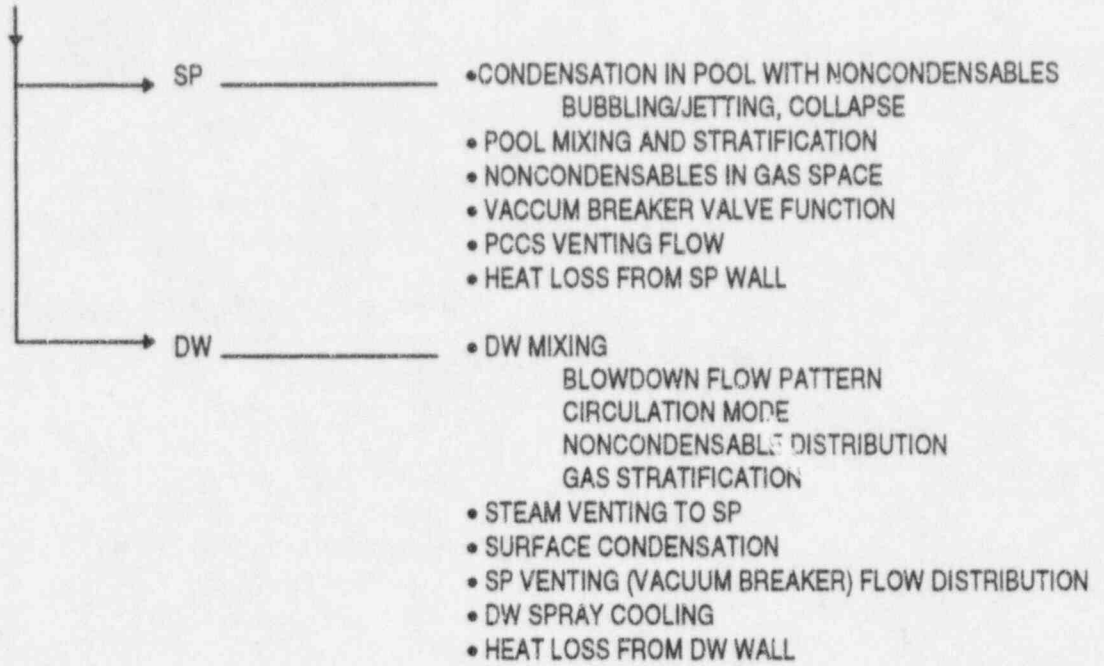 SP
•CONDENSATION IN POOL WITH NONCONDENSABLES
BUBBLING/JETTING, COLLAPSE
• POOL MIXING AND STRATIFICATION
• NONCONDENSABLES IN GAS SPACE
• VACCUM BREAKER VALVE FUNCTION
• PCCS VENTING FLOW
• HEAT LOSS FROM SP WALL
DW
• DW MIXING
BLOWDOWN FLOW PATTERN
CIRCULATION MODE
NONCONDENSABLE DISTRIBUTION
GAS STRATIFICATION
• STEAM VENTING TO SP
• SURFACE CONDENSATION
• SP VENTING (VACUUM BREAKER) FLOW DISTRIBUTION
• DW SPRAY COOLING
• HEAT LOSS FROM DW WALL